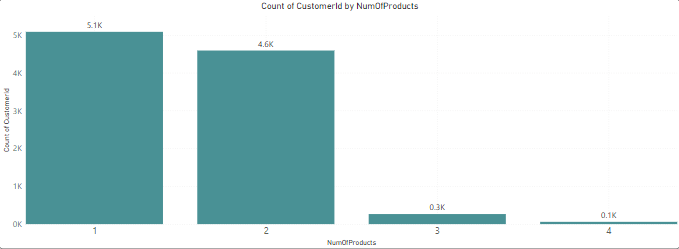 Count of CustomerId by NumOfProducts
5.1K
4.6K
0.3K
0.1K
5K
4K
3K
2K
1K
0K
Count of CustomerId
1
2
3
4
NumOfProducts